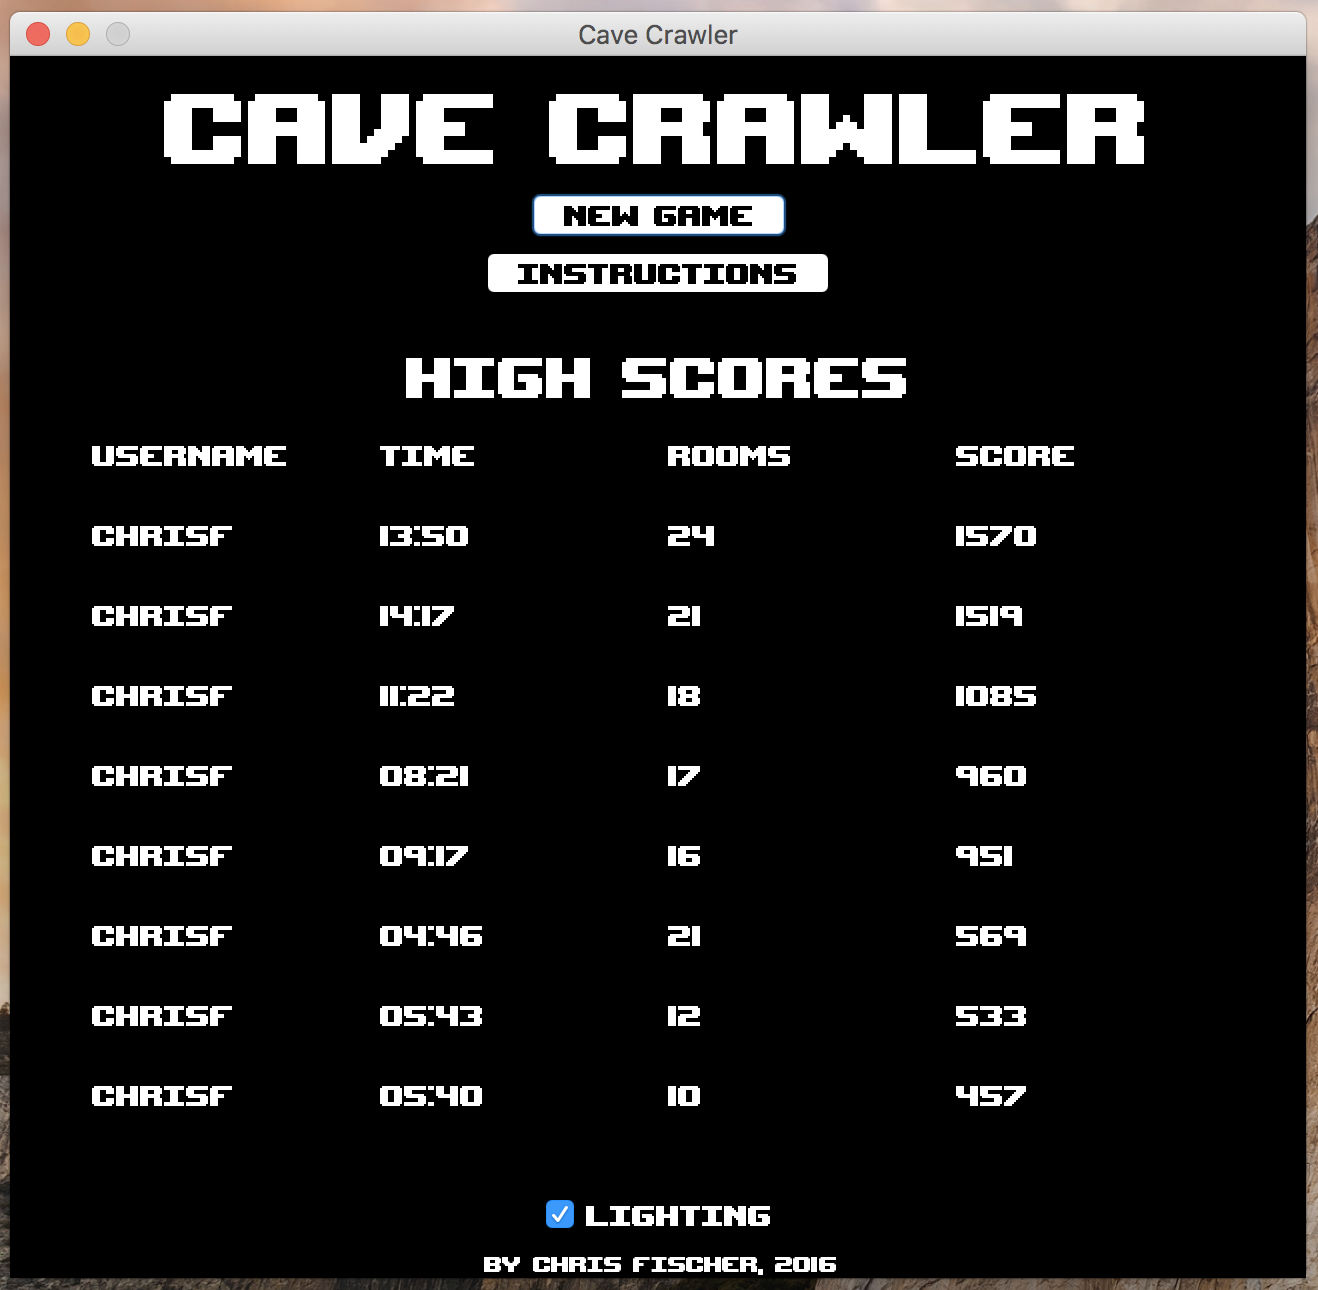 Cave Crawler
CAVE CRAWLER
NEW GAME
INSTRUCTIONS
HIGH SCORES
USERNAME TIME ROOMS SCORE
CHRISF 13:50 24 1570
CHRISF 14:17 21 1519
CHRISF 11:22 18 1085
CHRISF 08:21 17 960
CHRISF 09:17 16 951
CHRISF 04:46 21 569
CHRISF 05:43 12 533
CHRISF 05:40 10 457
LIGHTING
BY CHRIS FISCHER, 2016